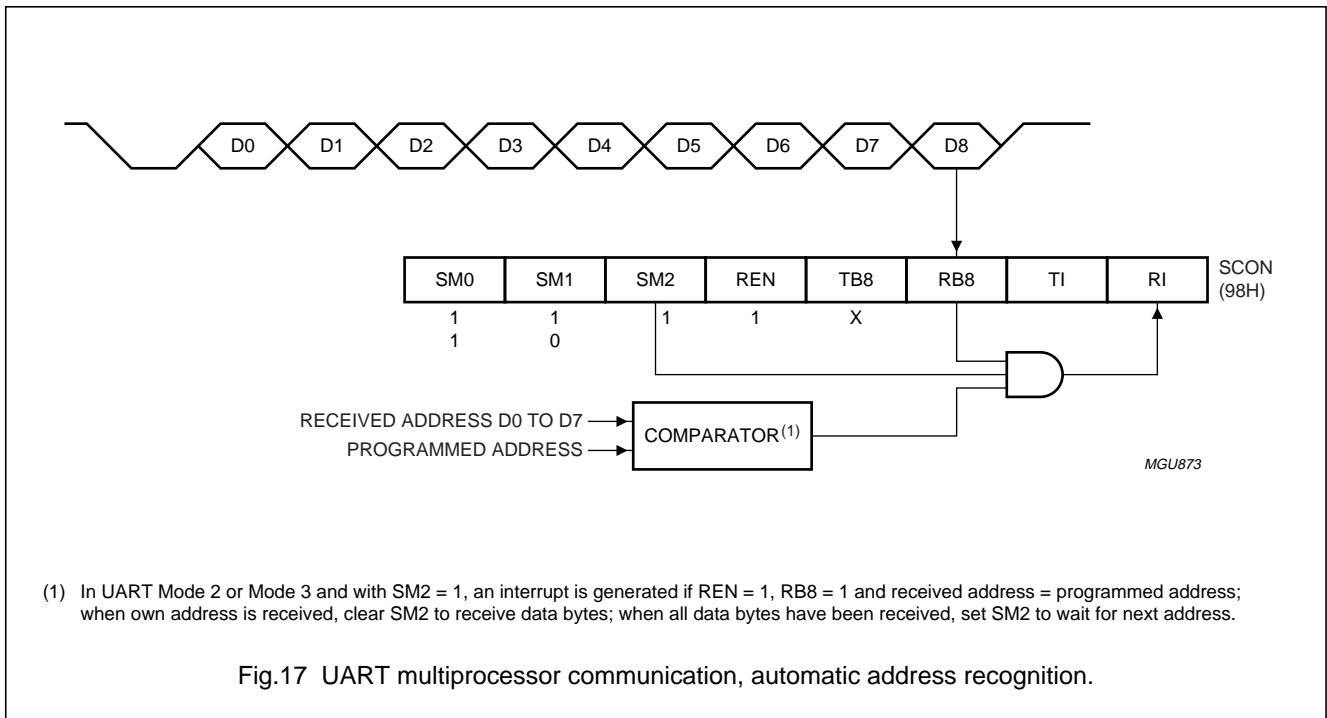 D0 D1 D2 D3 D4 D5 D6 D7 D8
SM0 SM1 SM2 REN TB8 RB8 TI RI
SCON
(98H)
1 1 1 1 X
1 0
RECEIVED ADDRESS D0 TO D7
PROGRAMMED ADDRESS
COMPARATOR(1)
MGU873
(1) In UART Mode 2 or Mode 3 and with SM2 = 1, an interrupt is generated if REN = 1, RB8 = 1 and received address = programmed address;
when own address is received, clear SM2 to receive data bytes; when all data bytes have been received, set SM2 to wait for next address.
Fig.17 UART multiprocessor communication, automatic address recognition.